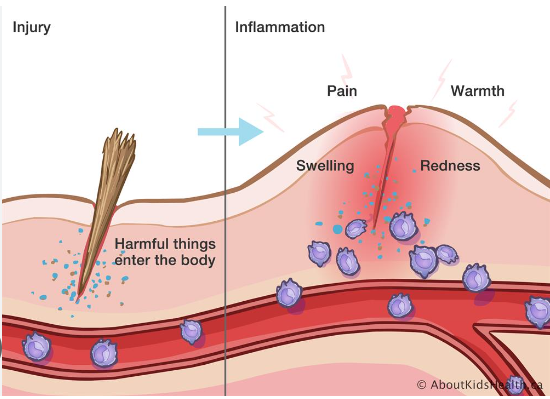 Injury
Inflammation
Pain
Warmth
Swelling
Redness
Harmful things
enter the body
© AboutKidsHealth.ca